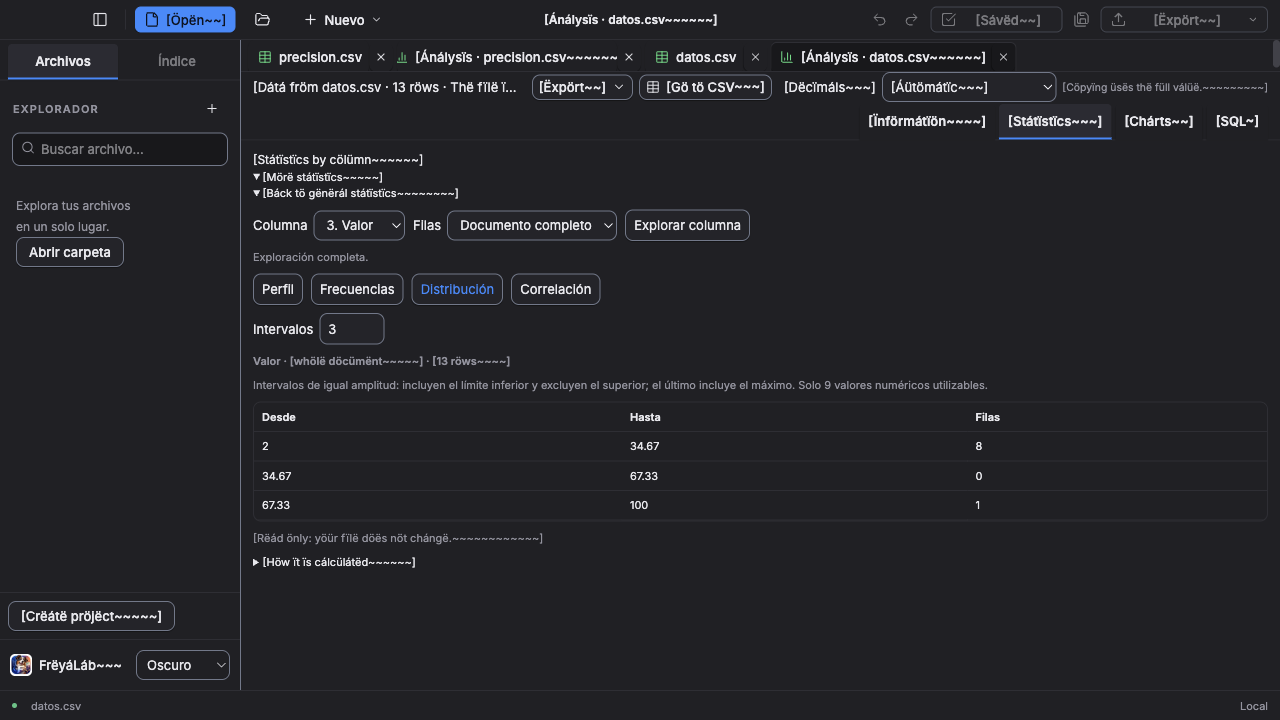 [Öpën~~]
Nuevo
[Ánálysïs · datos.csv~~~~~~]
[Sávëd~~]
[Ëxpört~~]
Archivos
Índice
precision.csv
[Ánálysïs · precision.csv~~~~~~
datos.csv
[Ánálysïs · datos.csv~~~~~~]
[Dátá fröm datos.csv · 13 röws · Thë fïlë ï...
[Ëxpört~~]
[Gö tö CSV~~~]
[Dëcïmáls~~~]
[Áütömátïc~~~]
[Cöpyïng üsës thë füll válüë.~~~~~~~~~]
EXPLORADOR
[Ïnförmátïön~~~~]
[Státïstïcs~~~]
[Chárts~~]
[SQL~]
Buscar archivo...
Explora tus archivos
en un solo lugar.
Abrir carpeta
[Státïstïcs by cölümn~~~~~~]
[Mörë státïstïcs~~~~~]
[Báck tö gënërál státïstïcs~~~~~~~~]
Columna
3. Valor
Filas
Documento completo
Explorar columna
Exploración completa.
Perfil
Frecuencias
Distribución
Correlación
Intervalos
3
Valor · [whölë döcümënt~~~~~] · [13 röws~~~~]
Intervalos de igual amplitud: incluyen el límite inferior y excluyen el superior; el último incluye el máximo. Solo 9 valores numéricos utilizables.
Desde Hasta Filas
2 34.67 8
34.67 67.33 0
67.33 100 1
[Rëád önly: yöür fïlë döës nöt chángë.~~~~~~~~~~~~]
[Höw ït ïs cálcülátëd~~~~~~]
[Crëátë pröjëct~~~~~]
FrëyáLáb~~~
Oscuro
datos.csv
Local